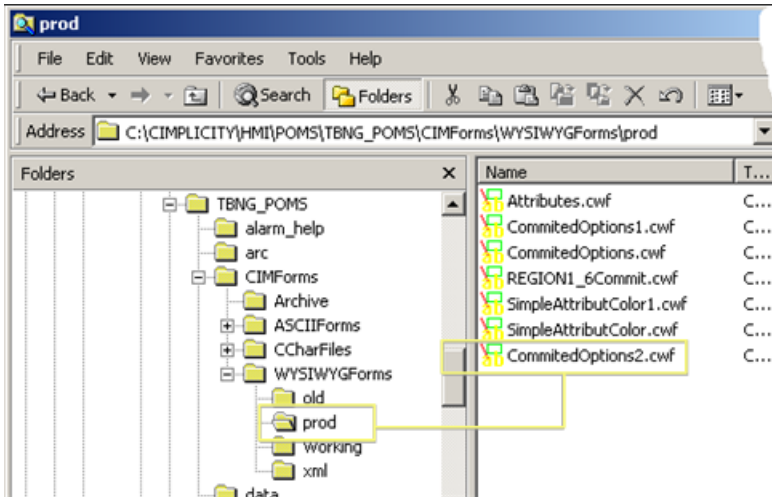 prod
File Edit View Favorites Tools Help
Back Search Folders
Address C:\CIMPLICITY\HMI\POMS\TBNG_POMS\CIMForms\WYSIWYGForms\prod
Folders
TBNG_POMS
alarm_help
arc
CIMForms
Archive
ASCIIForms
CCharFiles
WYSIWYGForms
old
prod
Working
xml
data
Name T...
Attributes.cwf C...
CommitedOptions1.cwf C...
CommitedOptions.cwf C...
REGION1_6Commit.cwf C...
SimpleAttributColor1.cwf C...
SimpleAttributColor.cwf C...
CommitedOptions2.cwf C...